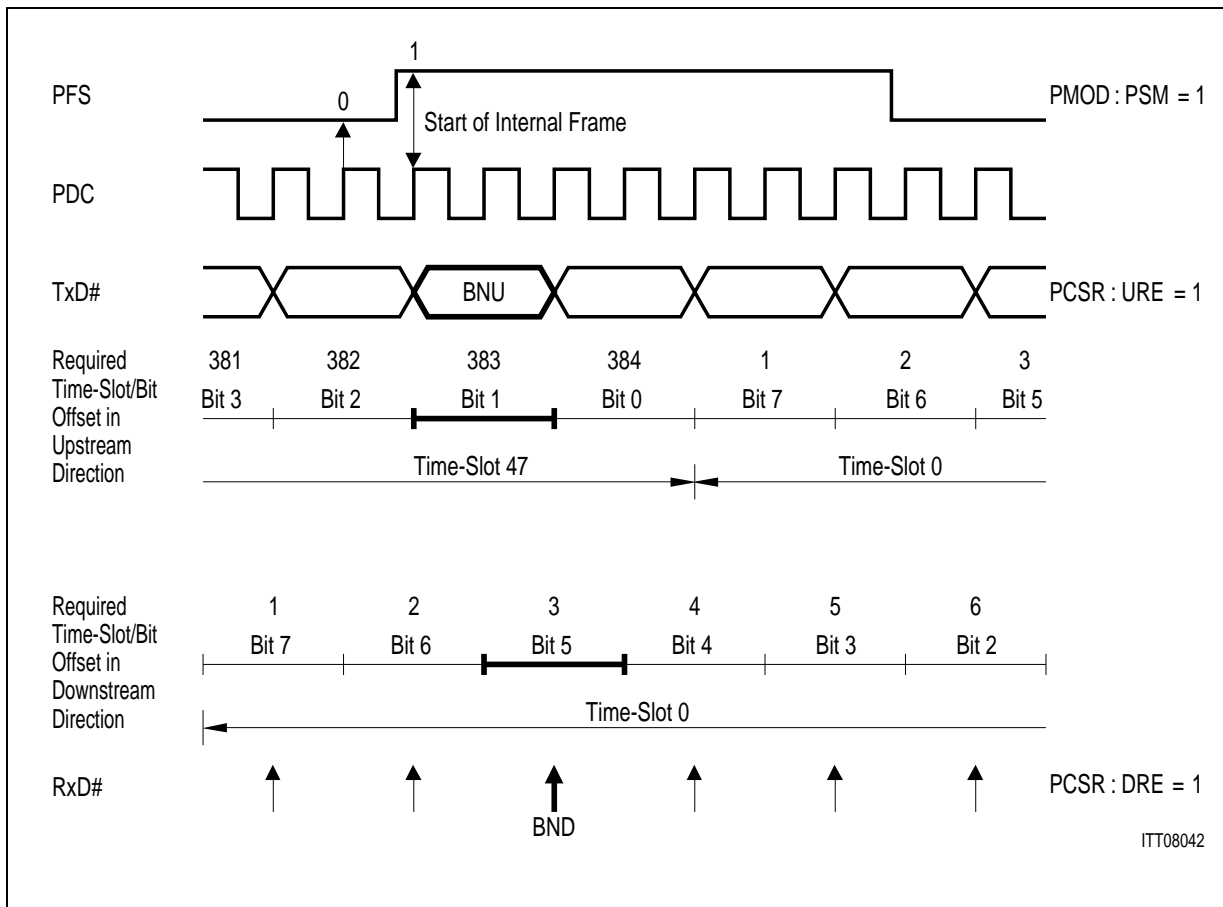 1
PFS
0
PMOD : PSM = 1
Start of Internal Frame
PDC
TxD#
BNU
PCSR : URE = 1
Required
Time-Slot/Bit
Offset in
Upstream
Direction
381 382 383 384 1 2 3
Bit 3 Bit 2 Bit 1 Bit 0 Bit 7 Bit 6 Bit 5
Time-Slot 47 Time-Slot 0
Required
Time-Slot/Bit
Offset in
Downstream
Direction
1 2 3 4 5 6
Bit 7 Bit 6 Bit 5 Bit 4 Bit 3 Bit 2
Time-Slot 0
RxD#
PCSR : DRE = 1
BND
ITT08042